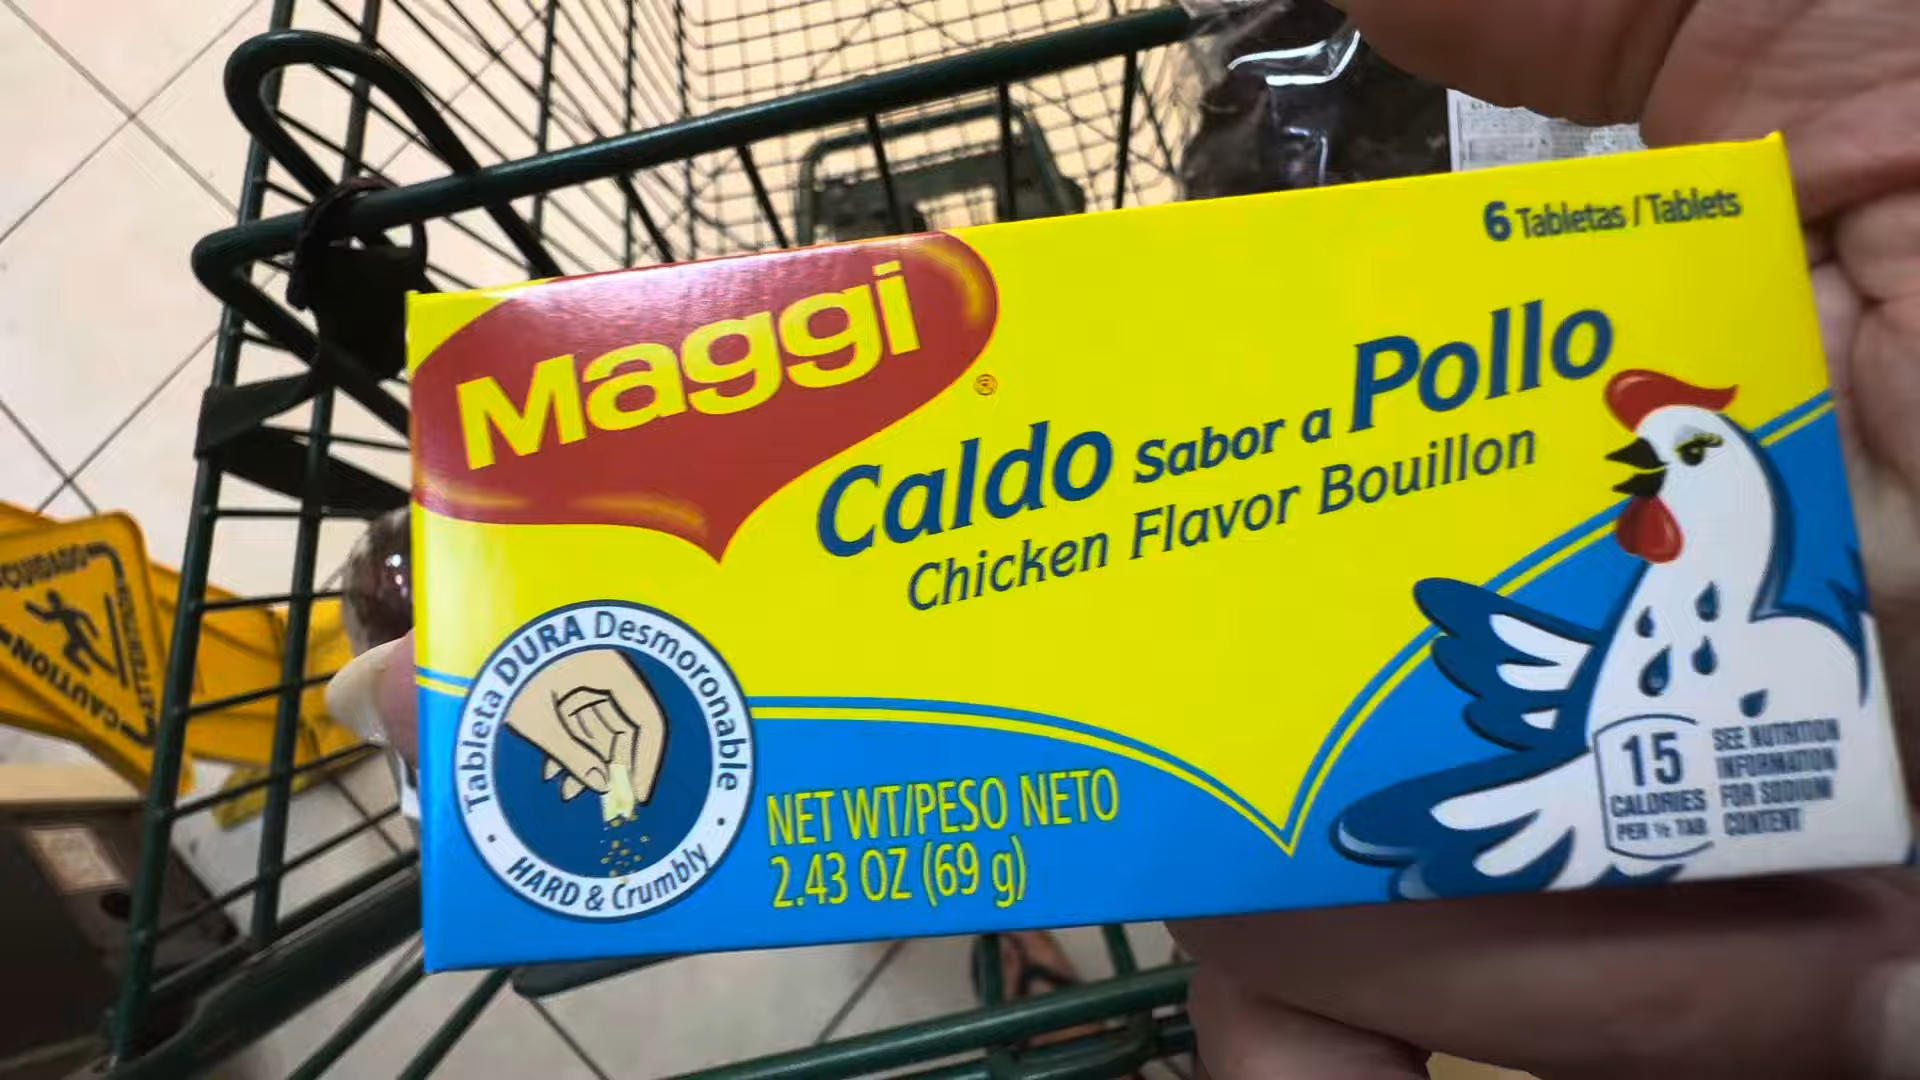 6 Tabletas / Tablets
Maggi
®
Caldo Sabor a Pollo
Chicken Flavor Bouillon
Tableta DURA Desmoronable
• HARD & Crumbly •
NET WT/PESO NETO
2.43 OZ (69 g)
15
CALORIES
PER ½ TAB
SEE NUTRITION
INFORMATION
FOR SODIUM
CONTENT
CUIDADO
CAUTION